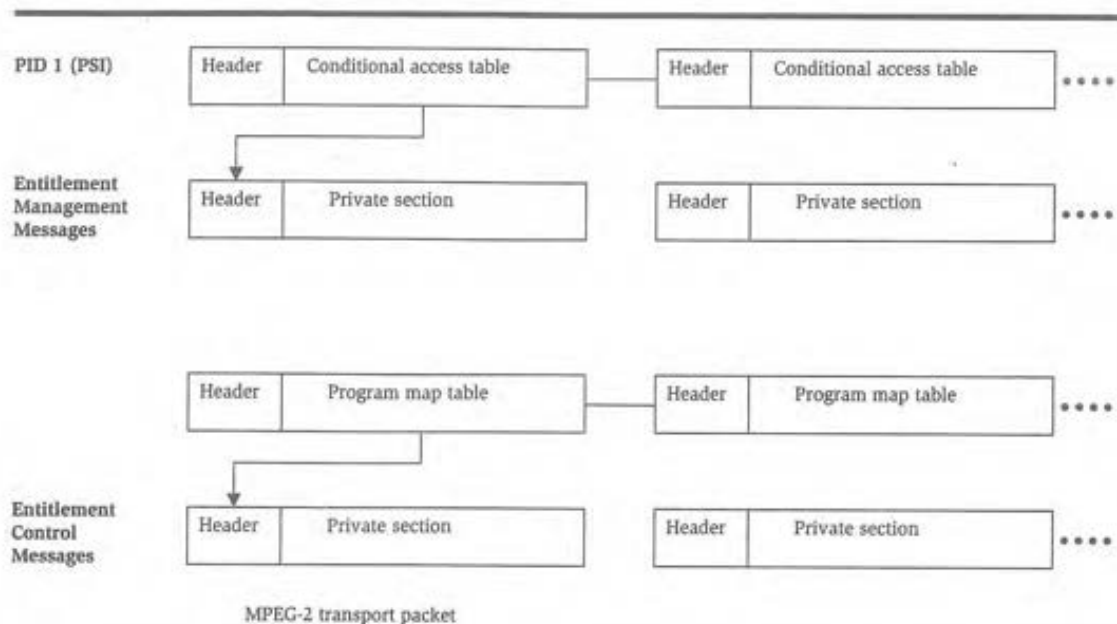 PID 1 (PSI) Header Conditional access table Header Conditional access table
Entitlement
Management
Messages
Header Private section Header Private section
Header Program map table Header Program map table
Entitlement
Control
Messages
Header Private section Header Private section
MPEG-2 transport packet